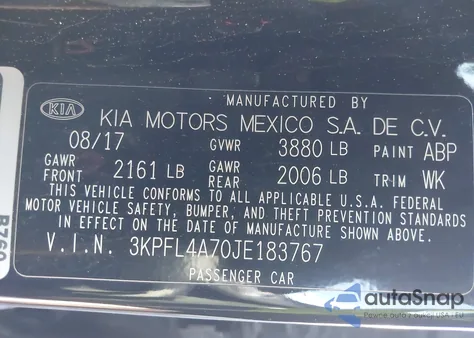 MANUFACTURED BY
KIA KIA MOTORS MEXICO S.A. DE C.V.
08/17 GVWR 3880 LB PAINT ABP
GAWR FRONT 2161 LB GAWR REAR 2006 LB TRIM WK
THIS VEHICLE CONFORMS TO ALL APPLICABLE U.S.A. FEDERAL
MOTOR VEHICLE SAFETY, BUMPER, AND THEFT PREVENTION STANDARDS
IN EFFECT ON THE DATE OF MANUFACTURE SHOWN ABOVE.
V.I.N. 3KPFL4A70JE183767
PASSENGER CAR
autoSnap